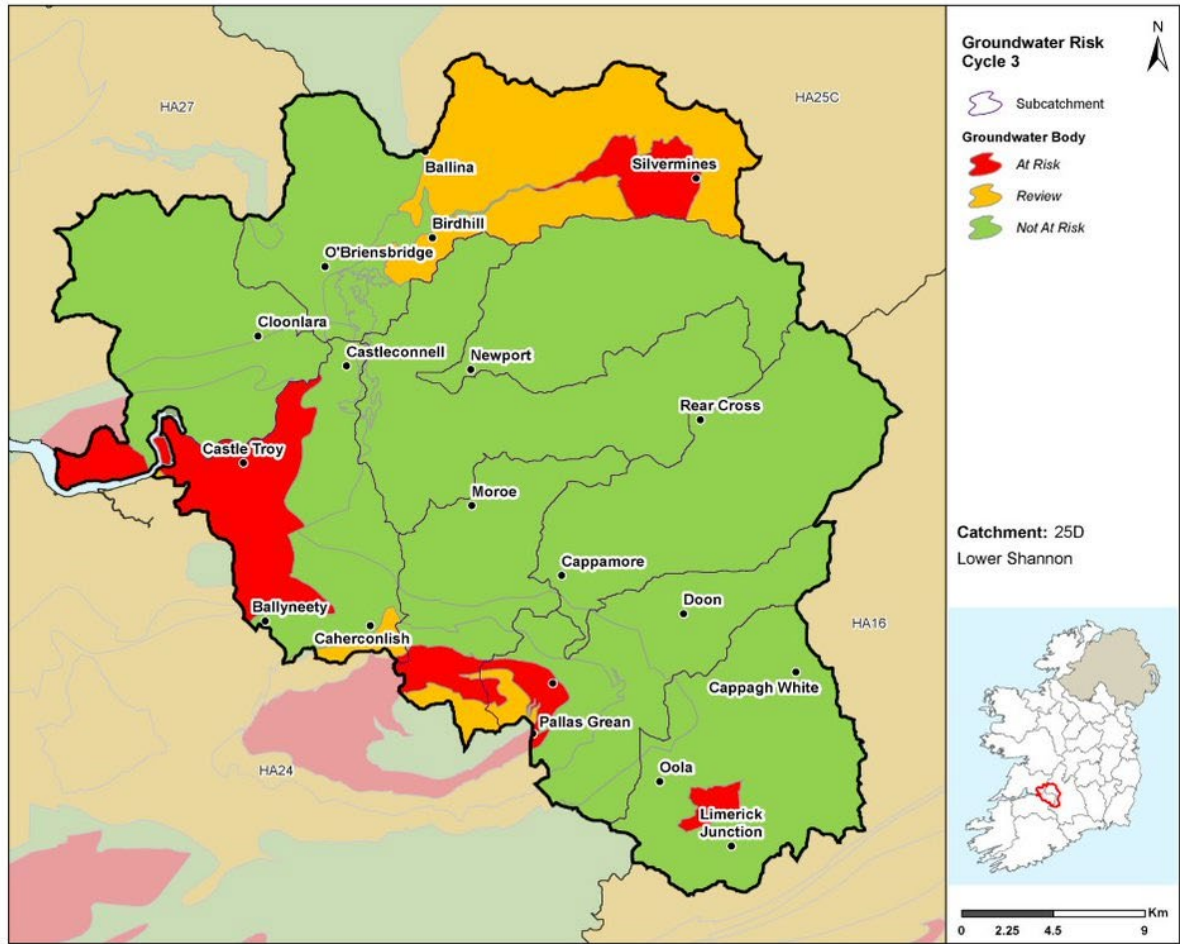 Groundwater Risk
Cycle 3
N
Subcatchment
Groundwater Body
At Risk
Review
Not At Risk
HA27
HA25C
Ballina
Silvermines
Birdhill
O'Briensbridge
Cloonlara
Castleconnell
Newport
Rear Cross
Castle Troy
Moroe
Cappamore
Doon
Ballyneety
HA16
Caherconlish
Cappagh White
Pallas Grean
HA24
Oola
Limerick
Junction
Catchment: 25D
Lower Shannon
Km
0 2.25 4.5 9